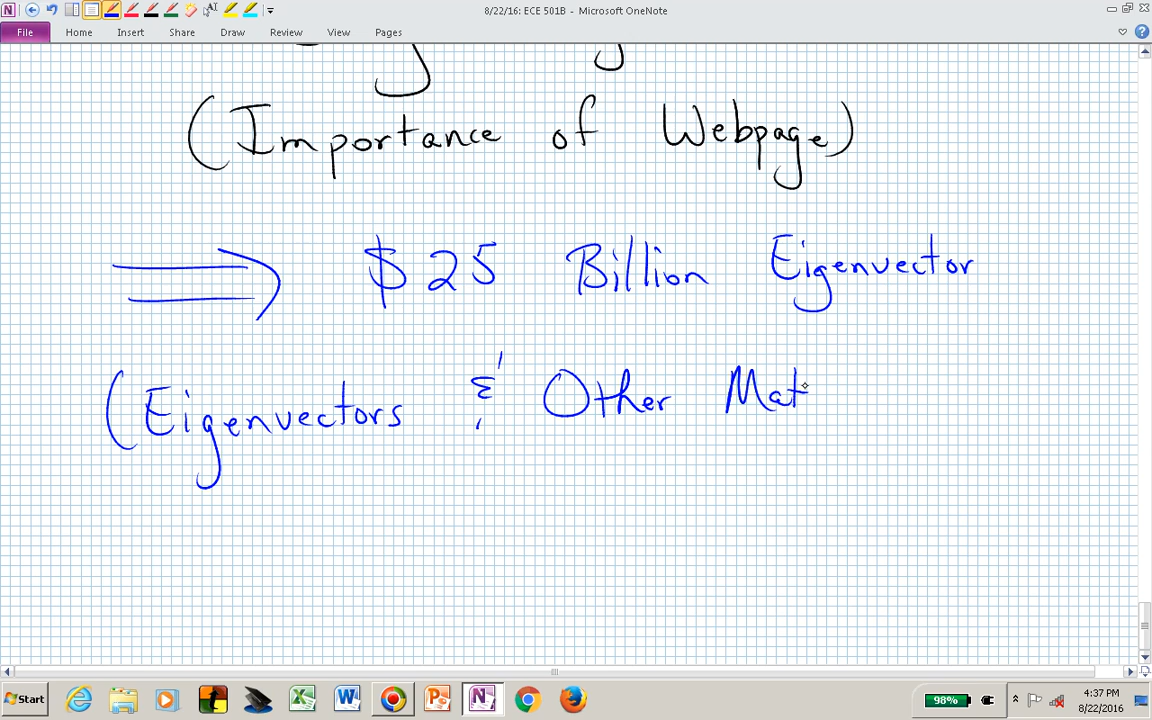 8/22/16: ECE 501B - Microsoft OneNote
File Home Insert Share Draw Review View Pages
(Importance of Webpage)
$ 25 Billion Eigenvector
(Eigenvectors & Other Mat
Start
98%
4:37 PM
8/22/2016